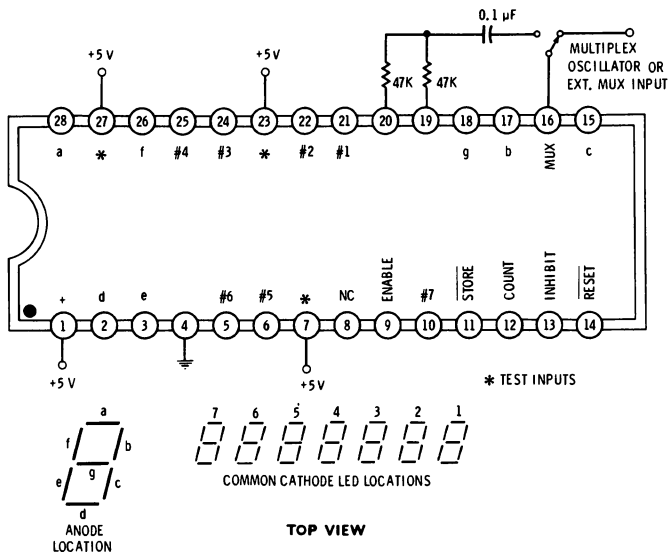 0.1 µF
+5 V
+5 V
47K
47K
MULTIPLEX
OSCILLATOR OR
EXT. MUX INPUT
28 27 26 25 24 23 22 21 20 19 18 17 16 15
a * f #4 #3 * #2 #1 g b MUX c
+ d e #6 #5 * NC ENABLE #7 STORE COUNT INHIBIT RESET
1 2 3 4 5 6 7 8 9 10 11 12 13 14
+5 V
+5 V
* TEST INPUTS
a
f
b
g
e
c
d
ANODE
LOCATION
7 6 5 4 3 2 1
COMMON CATHODE LED LOCATIONS
TOP VIEW